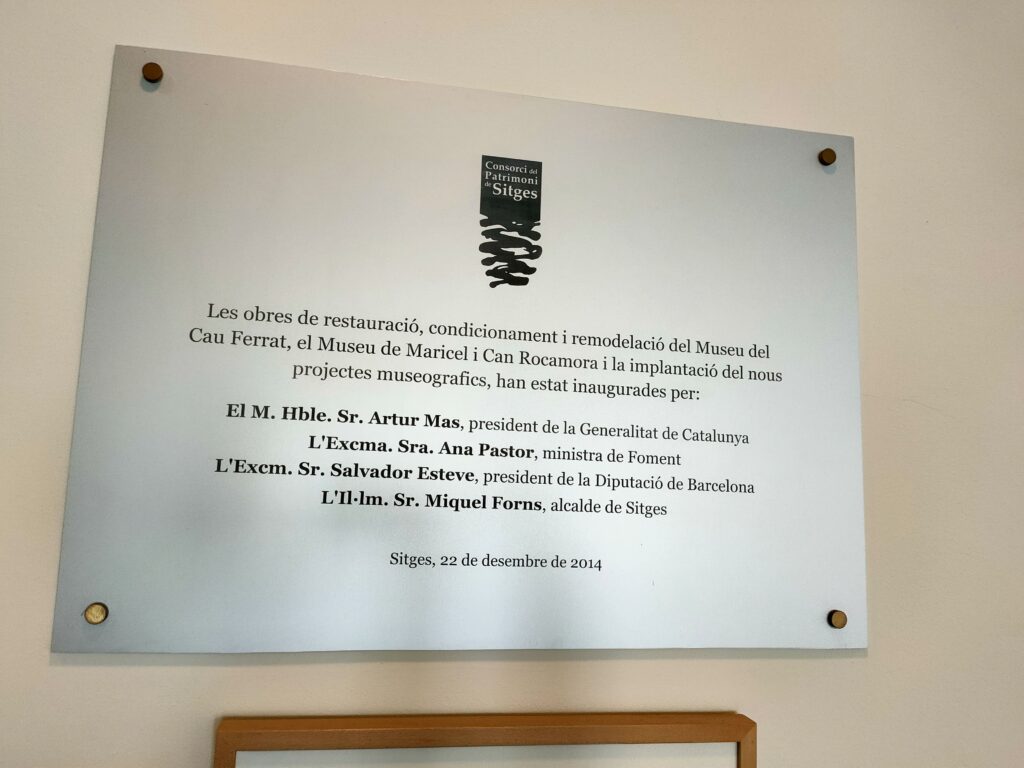 Consorci del
Patrimoni
de Sitges
Les obres de restauració, condicionament i remodelació del Museu del
Cau Ferrat, el Museu de Maricel i Can Rocamora i la implantació del nous
projectes museografics, han estat inaugurades per:
El M. Hble. Sr. Artur Mas, president de la Generalitat de Catalunya
L'Excma. Sra. Ana Pastor, ministra de Foment
L'Excm. Sr. Salvador Esteve, president de la Diputació de Barcelona
L'Il·lm. Sr. Miquel Forns, alcalde de Sitges
Sitges, 22 de desembre de 2014